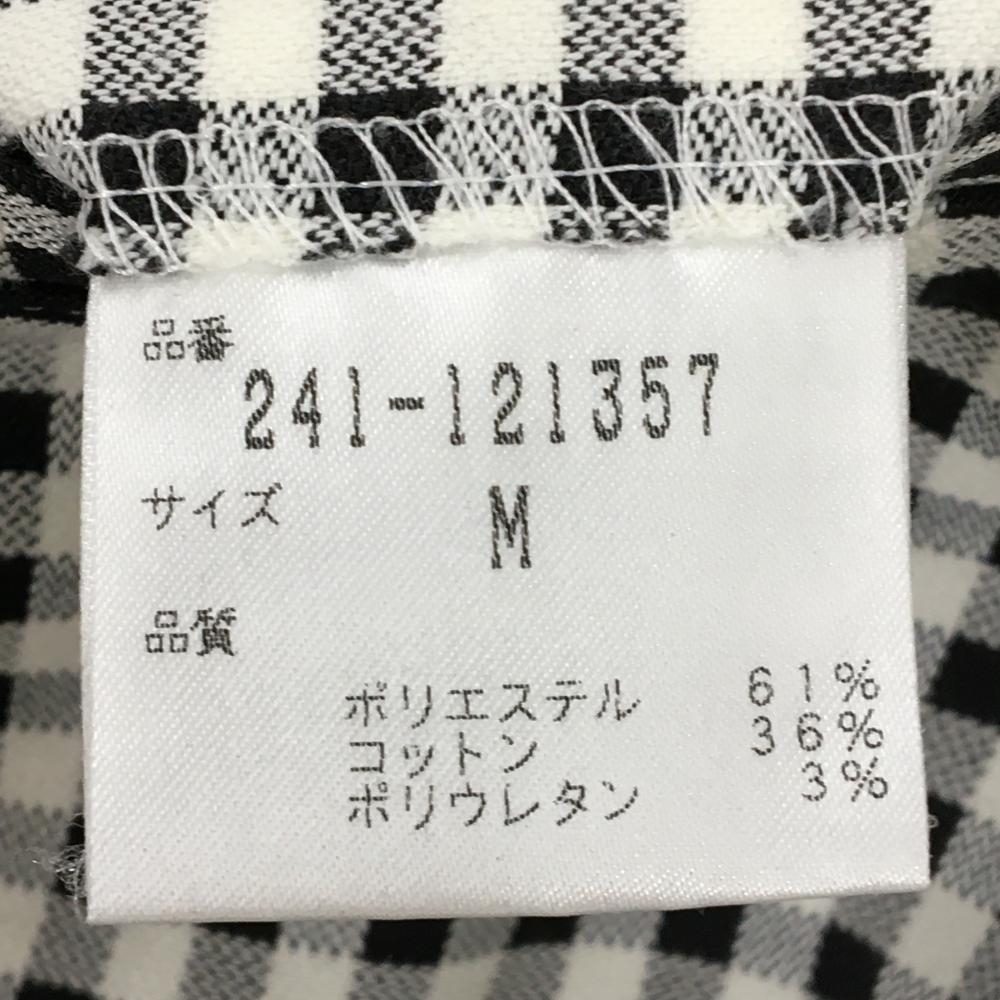 品番
241-121357
サイズ M
品質
ポリエステル 61%
コットン 36%
ポリウレタン 3%